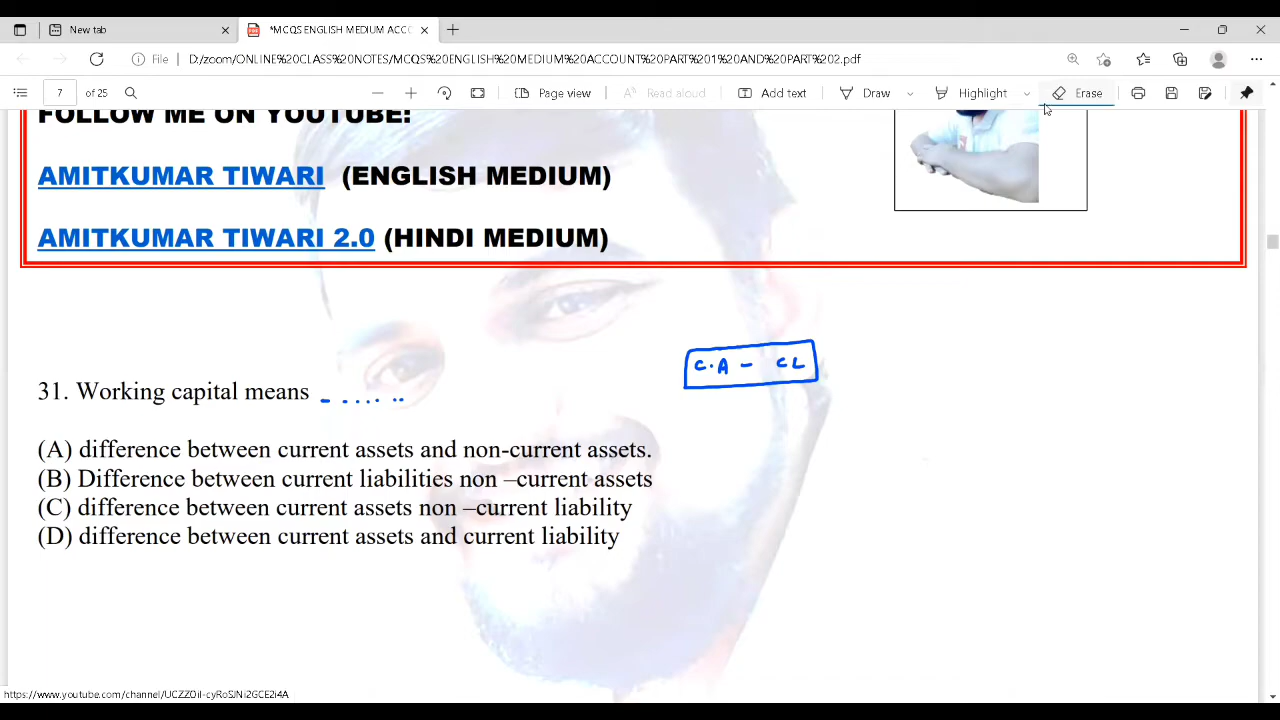 New tab
*MCQS ENGLISH MEDIUM ACCO
File
D:/zoom/ONLINE%20CLASS%20NOTES/MCQS%20ENGLISH%20MEDIUM%20ACCOUNT%20PART%201%20AND%20PART%202.pdf
7 of 25
Page view
Read aloud
Add text
Draw
Highlight
Erase
FOLLOW ME ON YOUTUBE!
AMITKUMAR TIWARI (ENGLISH MEDIUM)
AMITKUMAR TIWARI 2.0 (HINDI MEDIUM)
C.A - CL
31. Working capital means
(A) difference between current assets and non-current assets.
(B) Difference between current liabilities non –current assets
(C) difference between current assets non –current liability
(D) difference between current assets and current liability